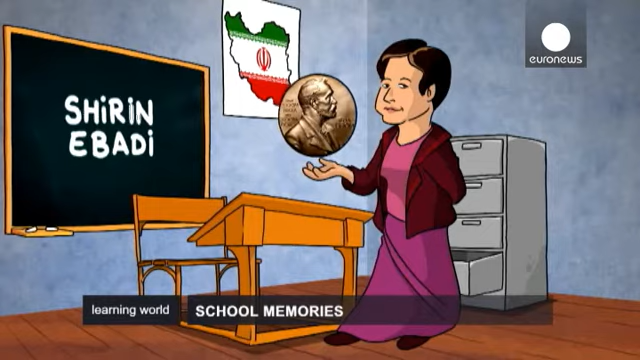 SHiRiN
EBADi
euronews
learning world
SCHOOL MEMORIES